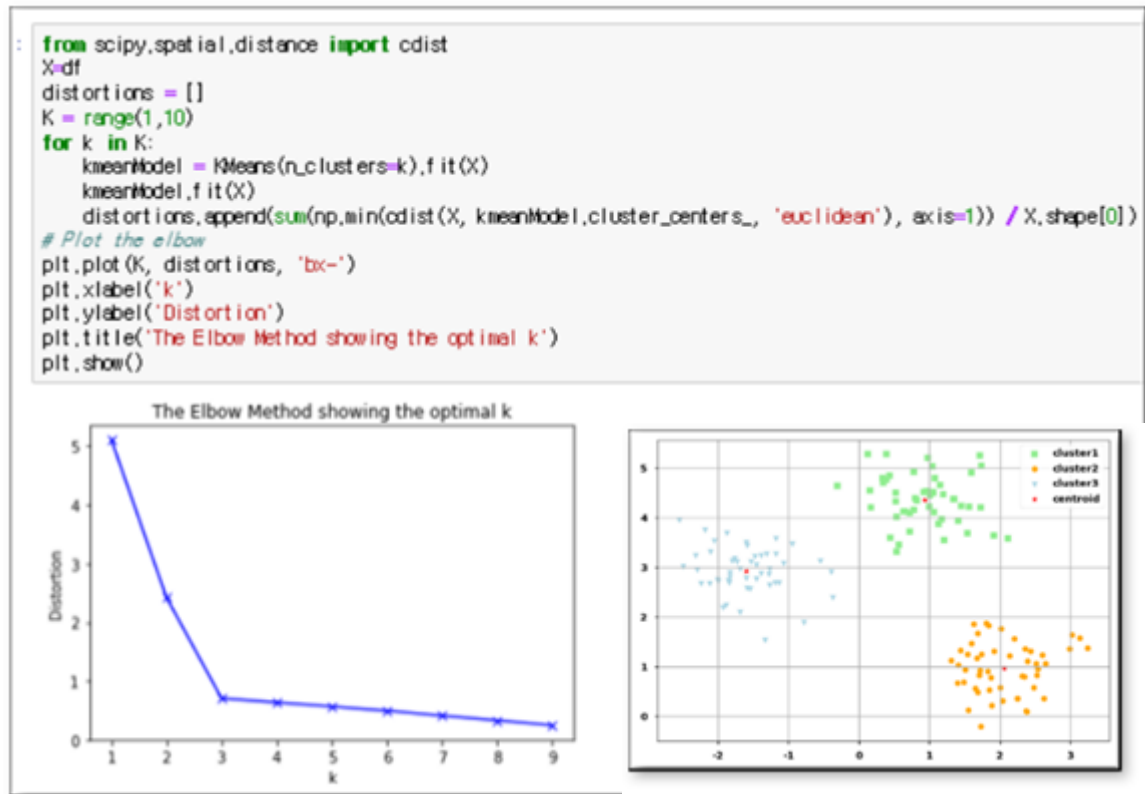 :
from scipy.spatial.distance import cdist
X=df
distortions = []
K = range(1,10)
for k in K:
    kmeanModel = KMeans(n_clusters=k).fit(X)
    kmeanModel.fit(X)
    distortions.append(sum(np.min(cdist(X, kmeanModel.cluster_centers_, 'euclidean'), axis=1)) / X.shape[0])
# Plot the elbow
plt.plot(K, distortions, 'bx-')
plt.xlabel('k')
plt.ylabel('Distortion')
plt.title('The Elbow Method showing the optimal k')
plt.show()
The Elbow Method showing the optimal k
5
4
3
2
1
0
Distortion
1 2 3 4 5 6 7 8 9
k
cluster1
cluster2
cluster3
centroid
5
4
3
2
1
0
-2 -1 0 1 2 3